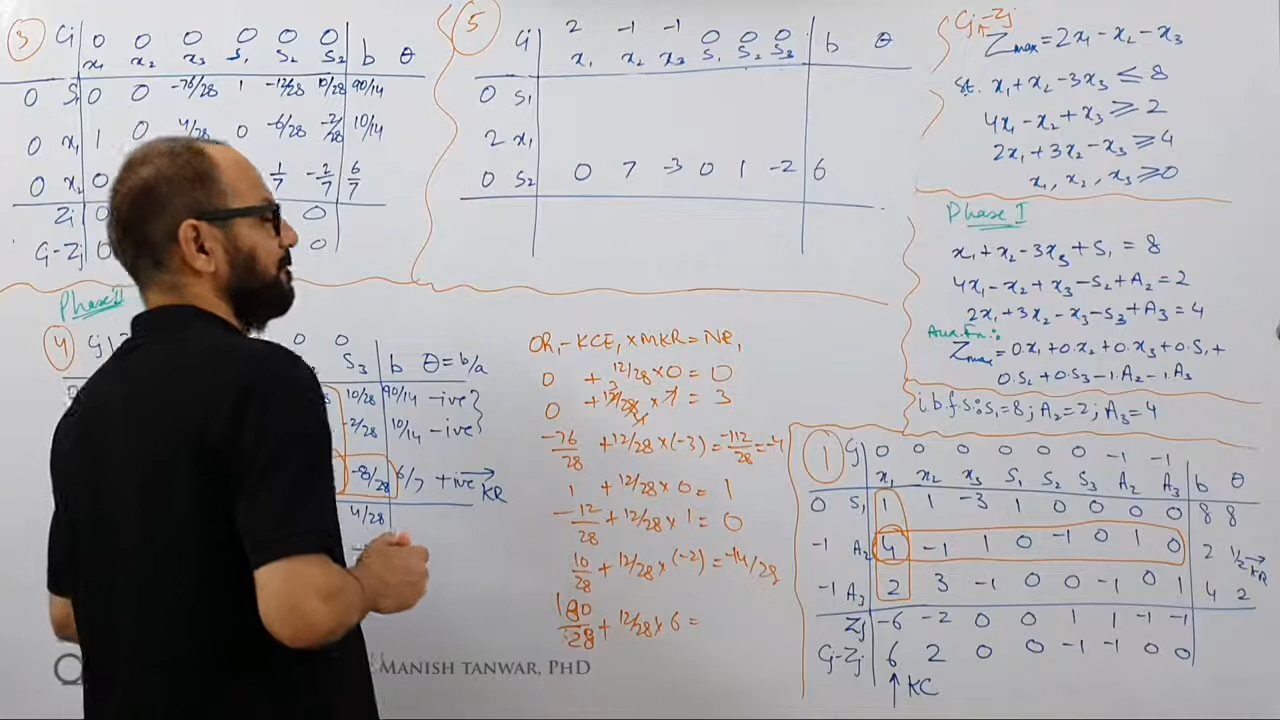 3 Cj 0 0 0 0 0 0
x₁ x₂ x₃ S₁ S₂ S₃ b θ
0 S₁ 0 0 -76/28 1 -12/28 10/28 90/14
0 x₁ 1 0 4/28 0 -6/28 -2/28 10/14
0 x₂ 0 1/7 -2/7 6/7
Zj 0 0
Cj-Zj 0 0
5 Cj 2 -1 -1 0 0 0
x₁ x₂ x₃ S₁ S₂ S₃ b θ
0 S₁
2 x₁
0 S₂ 0 7 -3 0 1 -2 6
Cj-Zj
Zmax = 2x₁ - x₂ - x₃
St. x₁ + x₂ - 3x₃ ≤ 8
4x₁ - x₂ + x₃ ≥ 2
2x₁ + 3x₂ - x₃ ≥ 4
x₁, x₂, x₃ ≥ 0
Phase I
x₁ + x₂ - 3x₃ + S₁ = 8
4x₁ - x₂ + x₃ - S₂ + A₂ = 2
2x₁ + 3x₂ - x₃ - S₃ + A₃ = 4
Aux. Fn.:
Zmax = 0.x₁ + 0.x₂ + 0.x₃ + 0.S₁ +
0.S₂ + 0.S₃ - 1.A₂ - 1.A₃
i.b.f.s.: S₁ = 8; A₂ = 2; A₃ = 4
Phase II
4 Cj 0 0
S₃ b θ = b/a
10/28 90/14 -ive
-2/28 10/14 -ive
-8/28 6/7 +ive KR
4/28
OR₁ - KCE₁ × MKR = NR₁
0 + 12/28 × 0 = 0
0 + 12/28 × 7 = 3
-76/28 + 12/28 × (-3) = -112/28 = -4
1 + 12/28 × 0 = 1
-12/28 + 12/28 × 1 = 0
10/28 + 12/28 × (-2) = -14/28
180/28 + 12/28 × 6 =
1 Cj 0 0 0 0 0 0 -1 -1
x₁ x₂ x₃ S₁ S₂ S₃ A₂ A₃ b θ
0 S₁ 1 1 -3 1 0 0 0 0 8 8
-1 A₂ 4 -1 1 0 -1 0 1 0 2 1/2 KR
-1 A₃ 2 3 -1 0 0 -1 0 1 4 2
Zj -6 -2 0 0 1 1 -1 -1
Cj-Zj 6 2 0 0 -1 -1 0 0
KC
MANISH TANWAR, PhD